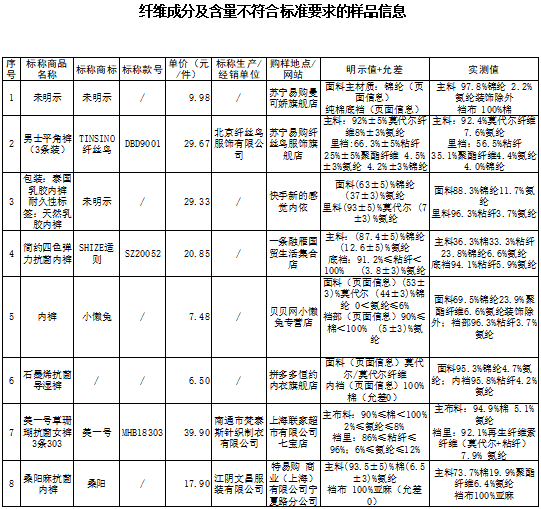 纤维成分及含量不符合标准要求的样品信息
序号 标称商品名称 标称商标 标称款号 单价（元/件） 标称生产/经销单位 购样地点/网站 明示值+允差 实测值
1 未明示 未明示 / 9.98 / 苏宁易购曼可娇旗舰店 面料主材质：锦纶（页面信息） 纯棉底裆（页面信息） 主料 97.8%锦纶 2.2%氨纶装饰除外 裆布 100%棉
2 男士平角裤（3条装） TINSINO纤丝鸟 DBD9001 29.67 北京纤丝鸟服饰有限公司 苏宁易购纤丝鸟服饰旗舰店 主料：92%±5%莫代尔纤维8%±3%氨纶 里裆:66.3%±5%粘纤25%±5%聚酯纤维 4.5%±3%氨纶 4.2%±3%锦纶 主料：92.4%莫代尔纤维7.6%氨纶 里裆：56.5%粘纤35.1%聚酯纤维4.4%氨纶4.0%锦纶
3 包装：泰国乳胶内裤 耐久性标签：天然乳胶内裤 未明示 / 29.33 / 快手新的感觉内依 面料(63±5)%锦纶(37±3)%氨纶 里料(93±5)%莫代尔（7±3)%氨纶 面料88.3%锦纶11.7%氨纶 里料96.3%粘纤3.7%氨纶
4 简约四色弹力抗菌内裤 SHIZE适则 SZ20052 20.85 / 一条融雁国贸生活集合店 主料：(87.4±5)%锦纶(12.6±5)%氨纶 底裆：91.2%≤粘纤＜100% （3.8±3)%氨纶 主料36.3%棉33.3%粘纤23.8%锦纶6.6%氨纶 底裆94.1%粘纤5.9%氨纶
5 内裤 小懒兔 / 7.48 / 贝贝网小懒兔专营店 面料（页面信息）(53±3)%莫代尔（44±3)%锦纶 0＜氨纶≤6% 裆部（页面信息）90%≤棉＜100% （5±3)%氨纶 面料69.5%锦纶23.9%聚酯纤维6.6%氨纶装饰除外；裆部96.3%粘纤3.7%氨纶
6 石墨烯抗菌导湿裤 / / 6.50 / 拼多多恒约内衣旗舰店 面料（页面信息）莫代尔/莫代尔纤维 内裆（页面信息）100%棉（允差0） 面料95.3%锦纶4.7%氨纶；内裆95.8%粘纤4.2%氨纶
7 美一号草珊瑚抗菌女裤3条303 美一号 MHB18303 39.90 南通市梵泰斯针织制衣有限公司 上海联家超市有限公司七宝店 主布料：90%≤棉＜100% 2%≤氨纶≤8% 裆里：86%≤粘纤≤96%；6%≤氨纶≤12% 主布料：94.9%棉 5.1%氨纶 裆里：92.1%再生纤维素纤维（莫代尔+粘纤）7.9% 氨纶
8 桑阳麻抗菌内裤 桑阳 / 17.90 江阴文昌服装有限公司 特易购 商业（上海）有限公司宁夏路分公司 主料(93.5±5)%棉(6.5±3)%氨纶 裆布 100%亚麻（允差0） 主料73.7%棉19.9%聚酯纤维6.4%氨纶 裆布100%亚麻